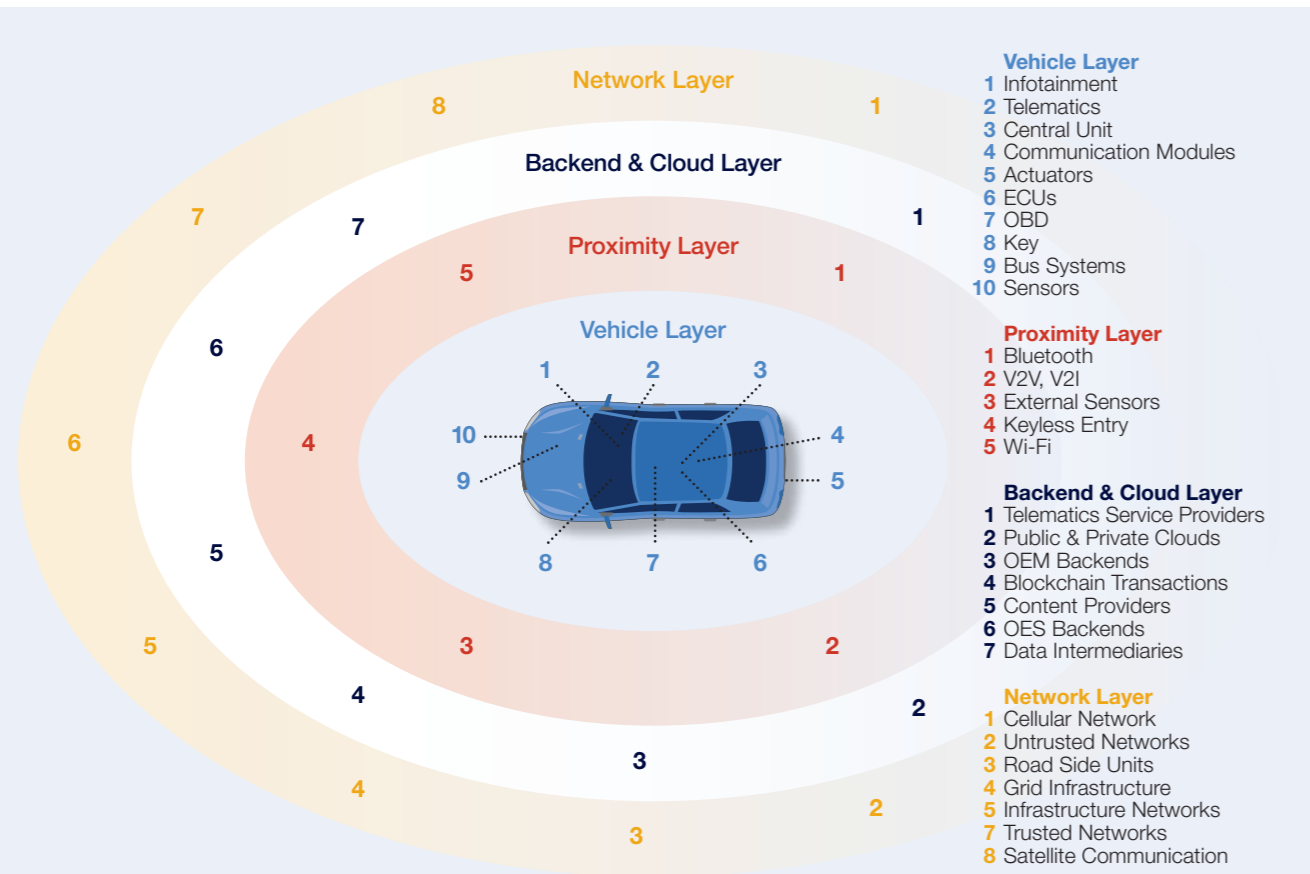 Network Layer
8
1
Backend & Cloud Layer
7
7
1
Proximity Layer
5
1
Vehicle Layer
6
1
2
3
6
4
10
4
9
5
5
8
7
6
5
3
2
4
2
3
4
2
3
Vehicle Layer
1 Infotainment
2 Telematics
3 Central Unit
4 Communication Modules
5 Actuators
6 ECUs
7 OBD
8 Key
9 Bus Systems
10 Sensors
Proximity Layer
1 Bluetooth
2 V2V, V2I
3 External Sensors
4 Keyless Entry
5 Wi-Fi
Backend & Cloud Layer
1 Telematics Service Providers
2 Public & Private Clouds
3 OEM Backends
4 Blockchain Transactions
5 Content Providers
6 OES Backends
7 Data Intermediaries
Network Layer
1 Cellular Network
2 Untrusted Networks
3 Road Side Units
4 Grid Infrastructure
5 Infrastructure Networks
7 Trusted Networks
8 Satellite Communication